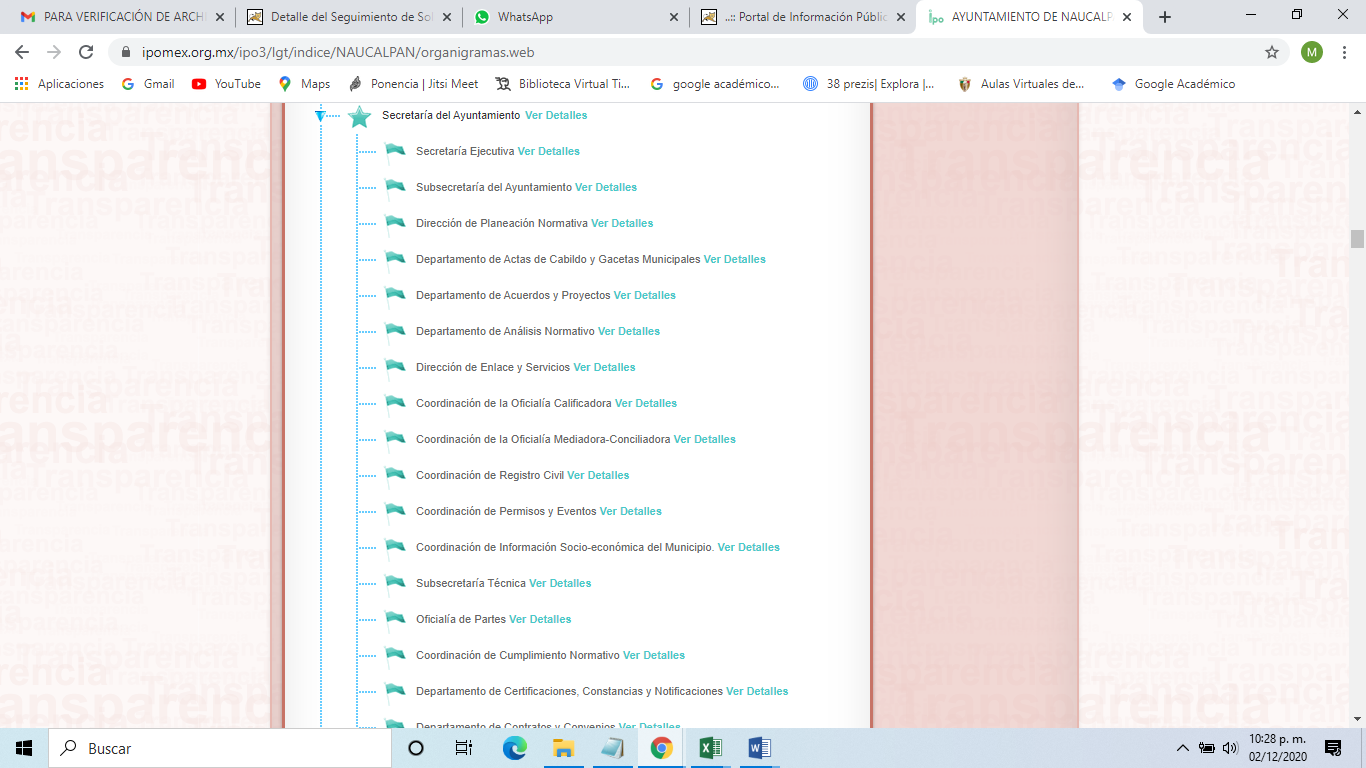 PARA VERIFICACIÓN DE ARCH
Detalle del Seguimiento de Sol
WhatsApp
..:: Portal de Información Públic
AYUNTAMIENTO DE NAUCALP
ipomex.org.mx/ipo3/lgt/indice/NAUCALPAN/organigramas.web
M
Aplicaciones
Gmail
YouTube
Maps
Ponencia | Jitsi Meet
Biblioteca Virtual Ti...
google académico...
38 prezis| Explora |...
Aulas Virtuales de...
Google Académico
Secretaría del Ayuntamiento Ver Detalles
Secretaría Ejecutiva Ver Detalles
Subsecretaría del Ayuntamiento Ver Detalles
Dirección de Planeación Normativa Ver Detalles
Departamento de Actas de Cabildo y Gacetas Municipales Ver Detalles
Departamento de Acuerdos y Proyectos Ver Detalles
Departamento de Análisis Normativo Ver Detalles
Dirección de Enlace y Servicios Ver Detalles
Coordinación de la Oficialía Calificadora Ver Detalles
Coordinación de la Oficialía Mediadora-Conciliadora Ver Detalles
Coordinación de Registro Civil Ver Detalles
Coordinación de Permisos y Eventos Ver Detalles
Coordinación de Información Socio-económica del Municipio. Ver Detalles
Subsecretaría Técnica Ver Detalles
Oficialía de Partes Ver Detalles
Coordinación de Cumplimiento Normativo Ver Detalles
Departamento de Certificaciones, Constancias y Notificaciones Ver Detalles
Departamento de Contratos y Convenios Ver Detalles
Buscar
10:28 p. m.
02/12/2020